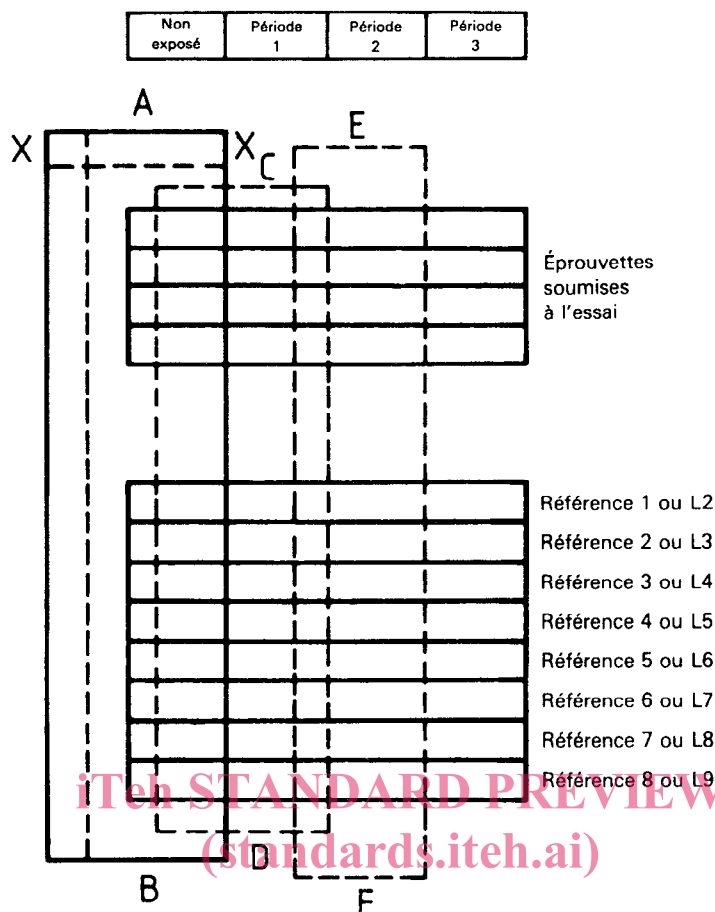 Non exposé
Période 1
Période 2
Période 3
A
X
X
C
E
Éprouvettes
soumises
à l'essai
Référence 1 ou L2
Référence 2 ou L3
Référence 3 ou L4
Référence 4 ou L5
Référence 5 ou L6
Référence 6 ou L7
Référence 7 ou L8
Référence 8 ou L9
iTeh STANDARD PREVIEW
(standards.iteh.ai)
D
B
F